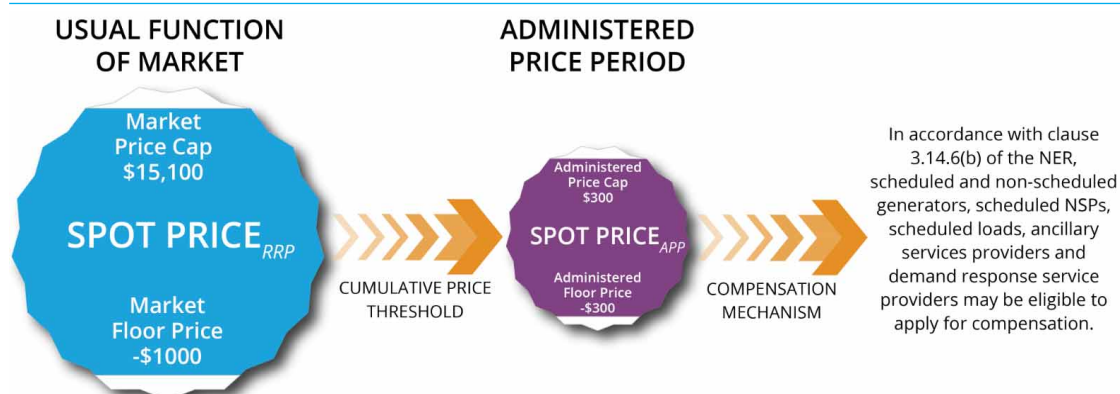 USUAL FUNCTION
OF MARKET
Market
Price Cap
$15,100
SPOT PRICE RRP
Market
Floor Price
-$1000
CUMULATIVE PRICE
THRESHOLD
ADMINISTERED
PRICE PERIOD
Administered
Price Cap
$300
SPOT PRICE APP
Administered
Floor Price
-$300
COMPENSATION
MECHANISM
In accordance with clause
3.14.6(b) of the NER,
scheduled and non-scheduled
generators, scheduled NSPs,
scheduled loads, ancillary
services providers and
demand response service
providers may be eligible to
apply for compensation.